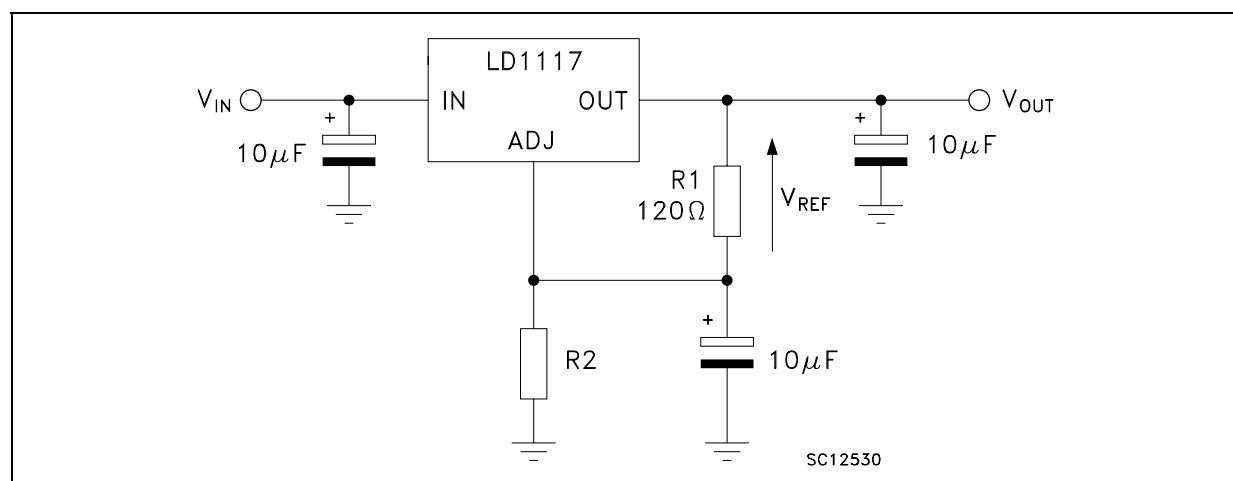 LD1117
V_IN
IN
OUT
V_OUT
+
10μF
ADJ
+
10μF
R1
120Ω
V_REF
+
R2
10μF
SC12530